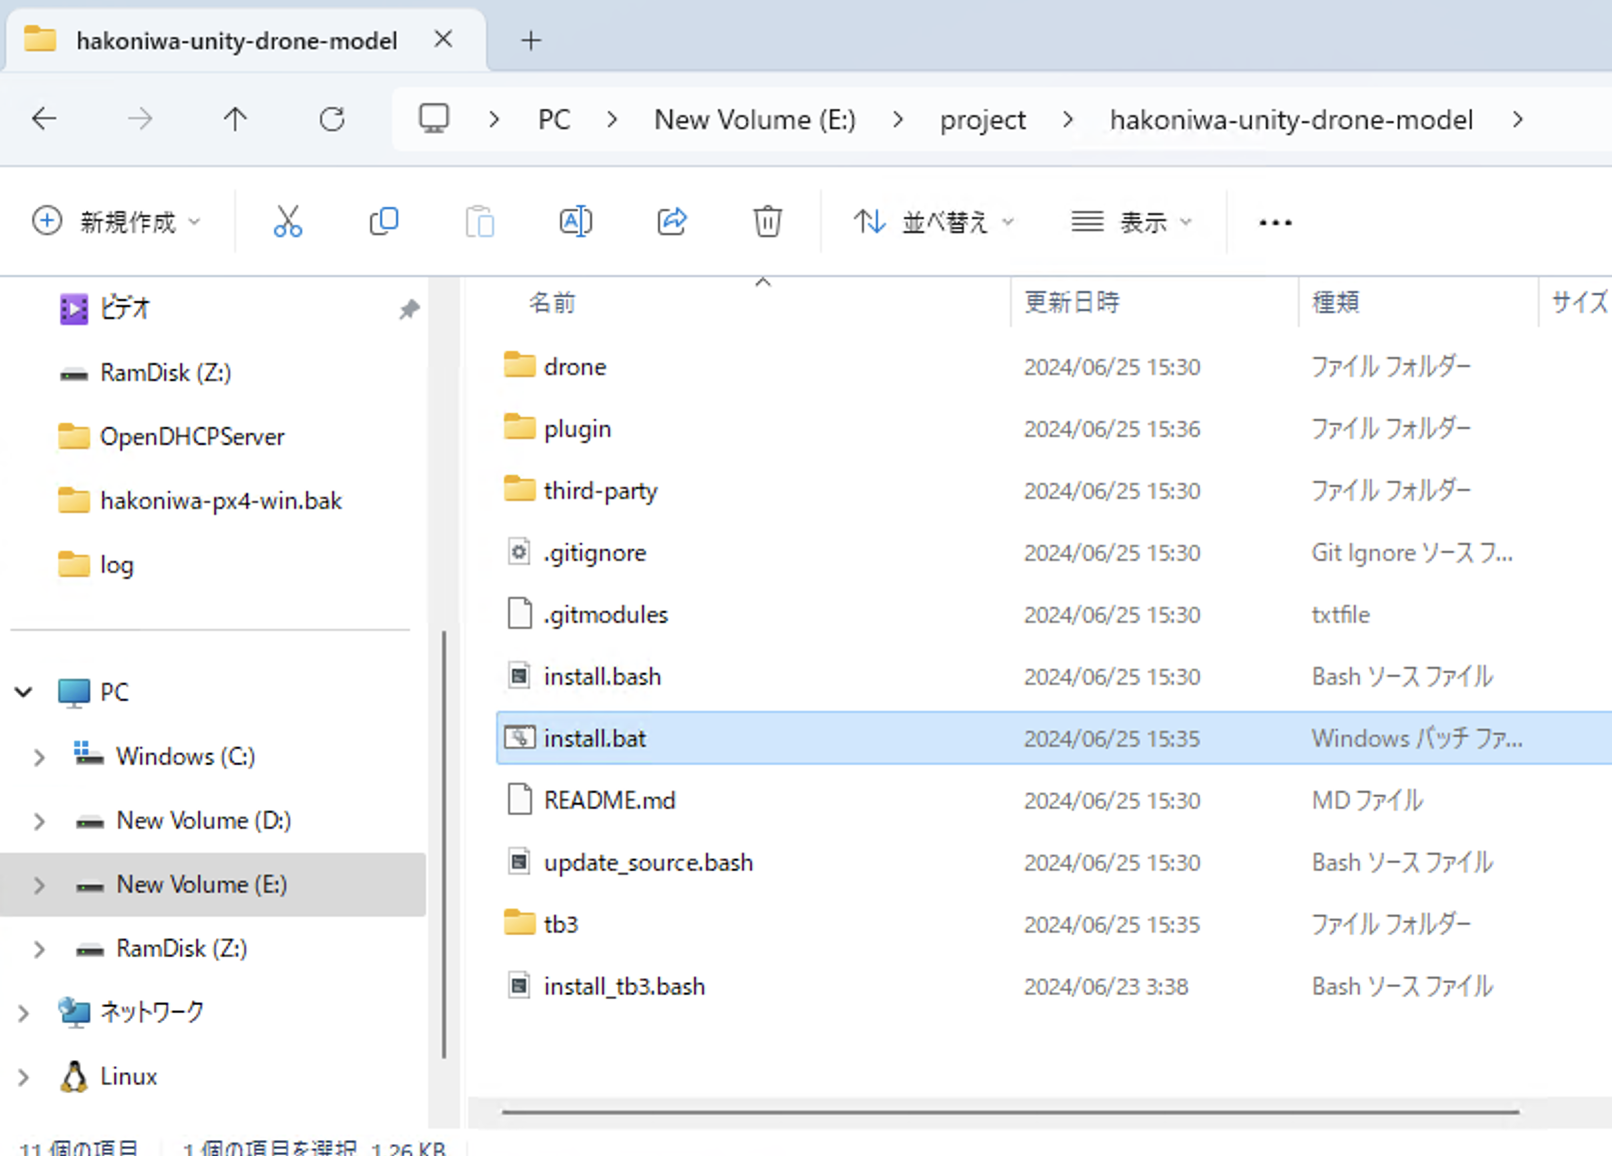 hakoniwa-unity-drone-model
PC New Volume (E:) project hakoniwa-unity-drone-model
新規作成 並べ替え 表示
ビデオ
RamDisk (Z:)
OpenDHCPServer
hakoniwa-px4-win.bak
log
PC
Windows (C:)
New Volume (D:)
New Volume (E:)
RamDisk (Z:)
ネットワーク
Linux
名前 更新日時 種類 サイズ
drone 2024/06/25 15:30 ファイル フォルダー
plugin 2024/06/25 15:36 ファイル フォルダー
third-party 2024/06/25 15:30 ファイル フォルダー
.gitignore 2024/06/25 15:30 Git Ignore ソース フ...
.gitmodules 2024/06/25 15:30 txtfile
install.bash 2024/06/25 15:30 Bash ソース ファイル
install.bat 2024/06/25 15:35 Windows バッチ ファ...
README.md 2024/06/25 15:30 MD ファイル
update_source.bash 2024/06/25 15:30 Bash ソース ファイル
tb3 2024/06/25 15:35 ファイル フォルダー
install_tb3.bash 2024/06/23 3:38 Bash ソース ファイル
11 個の項目 1 個の項目を選択 1.26 KB